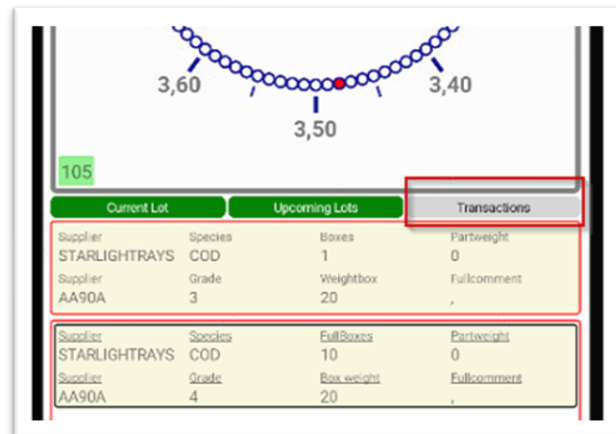 3,60
3,40
3,50
105
Current Lot Upcoming Lots Transactions
Supplier Species Boxes Partweight
STARLIGHTRAYS COD 1 0
Supplier Grade Weightbox Fullcomment
AA90A 3 20 ,
Supplier Species FullBoxes Partweight
STARLIGHTRAYS COD 10 0
Supplier Grade Box weight Fullcomment
AA90A 4 20 ,